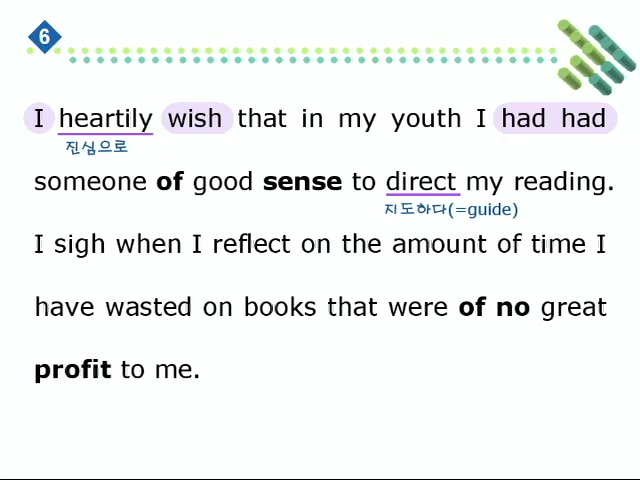 6
I heartily wish that in my youth I had had
진심으로
someone of good sense to direct my reading.
지도하다(=guide)
I sigh when I reflect on the amount of time I
have wasted on books that were of no great
profit to me.